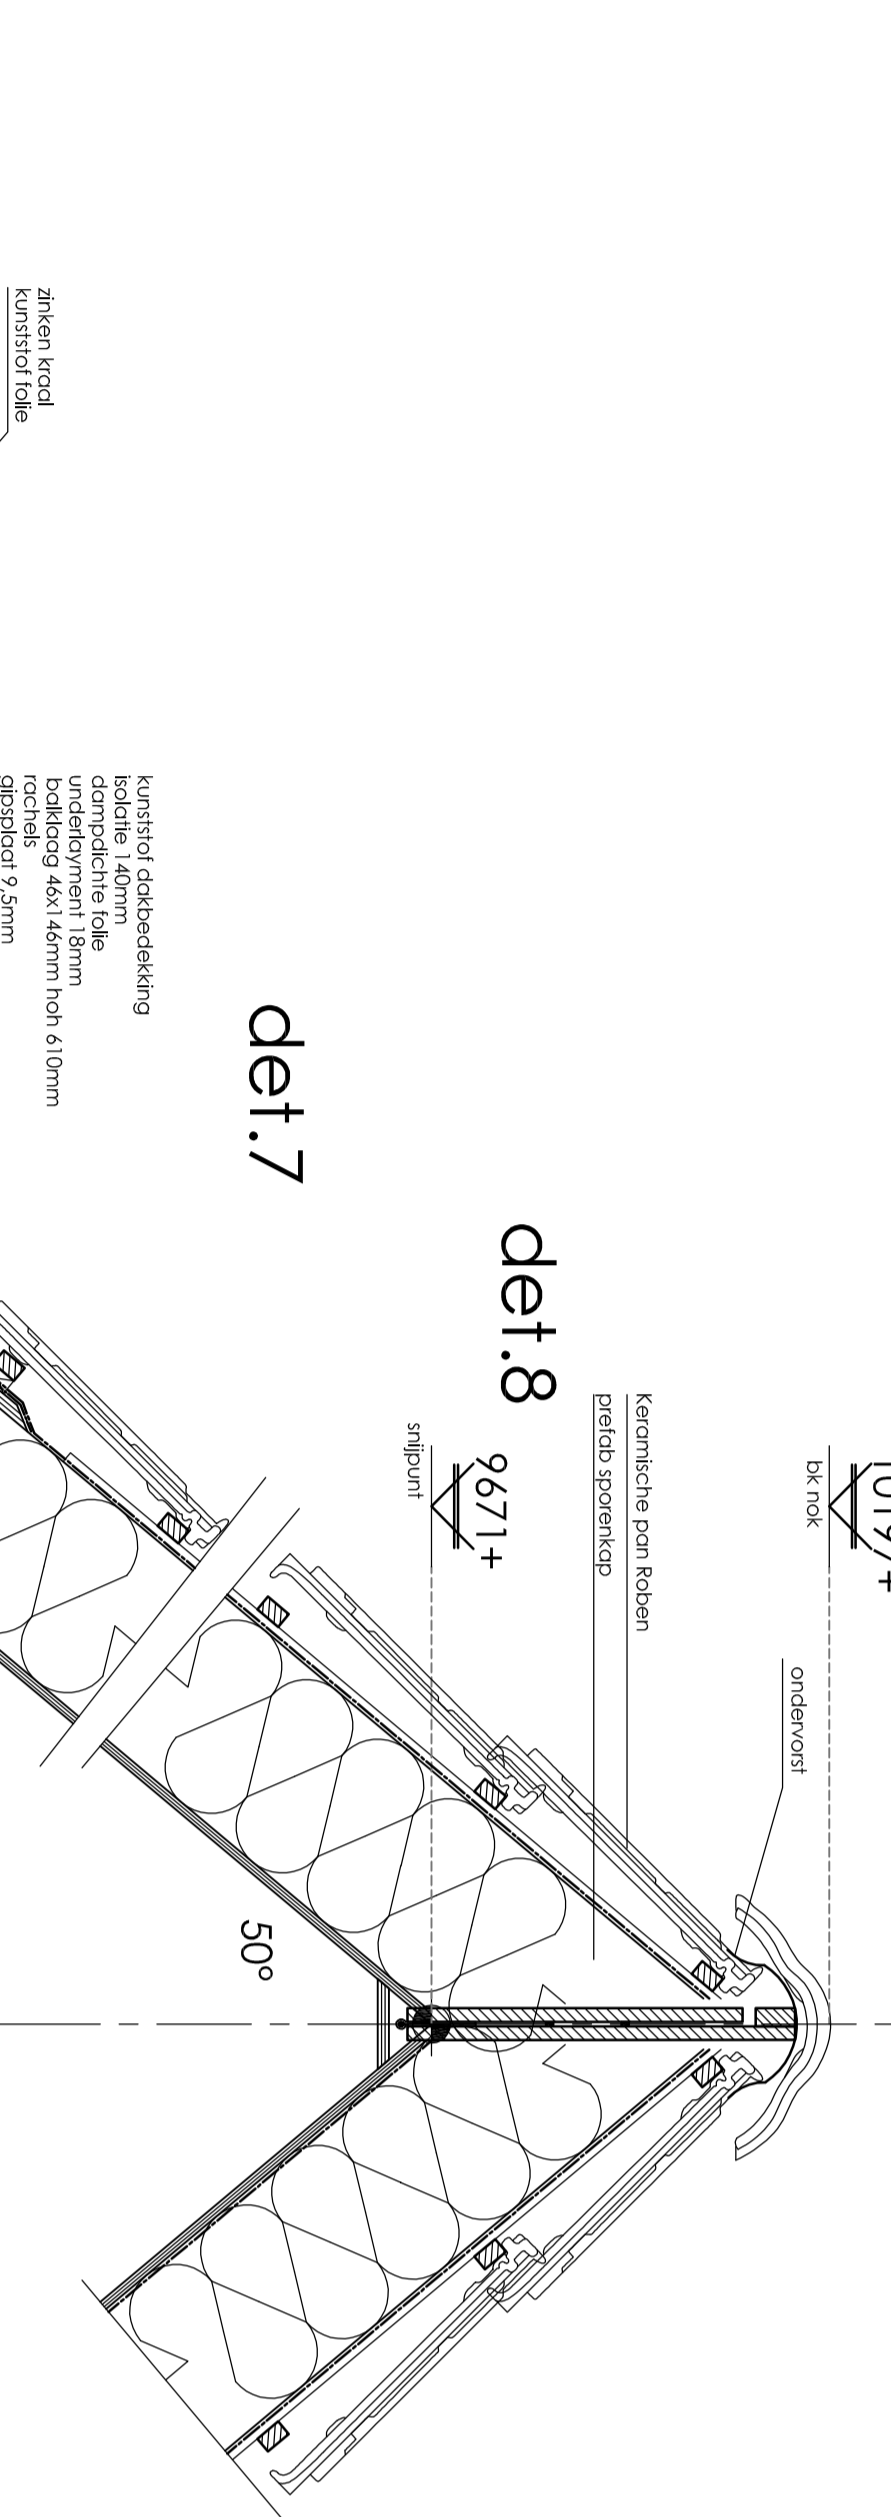 zinken kraal
kunststof folie
kunststof dakbedekking
isolatie 140mm
dampdichte folie
underlayment 18mm
balklaag 46x146mm hoh 610mm
rachels
gipsplaat 9,5mm
det.7
det.8
keramische pan Roben
prefab sporenkap
9671+
snijpunt
10197+
bk nok
ondervorst
50°